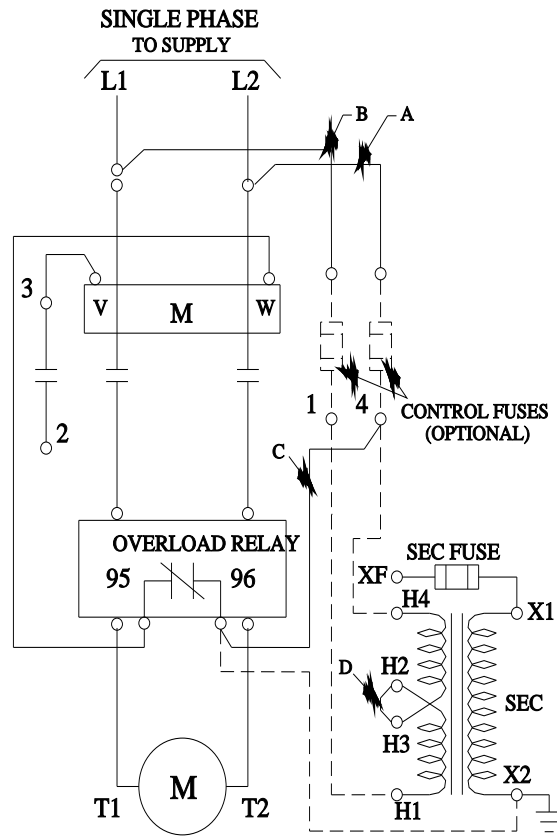 SINGLE PHASE
TO SUPPLY
L1
L2
B
A
3
V
M
W
2
1
4
CONTROL FUSES
(OPTIONAL)
C
OVERLOAD RELAY
95
96
SEC FUSE
XF
H4
X1
D
H2
SEC
H3
X2
T1
M
T2
H1